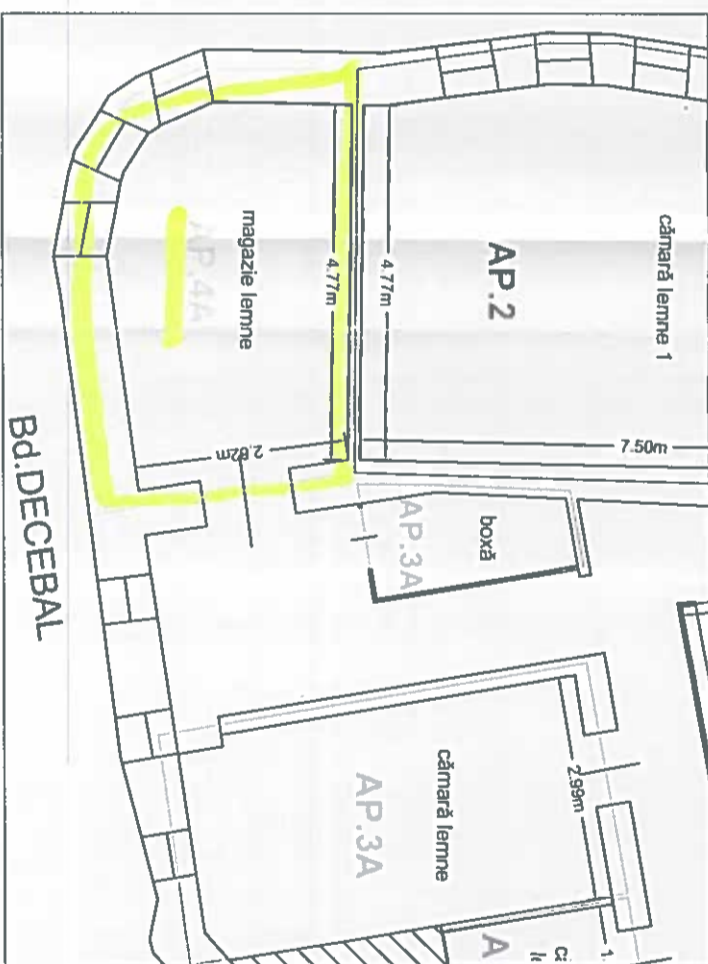 cămară lemne 1
AP.2
7.50m
4.77m
4.77m
magazie lemne
AP.4A
2.82m
boxă
AP.3A
Bd.DECEBAL
2.99m
cămară lemne
AP.3A
1.
A